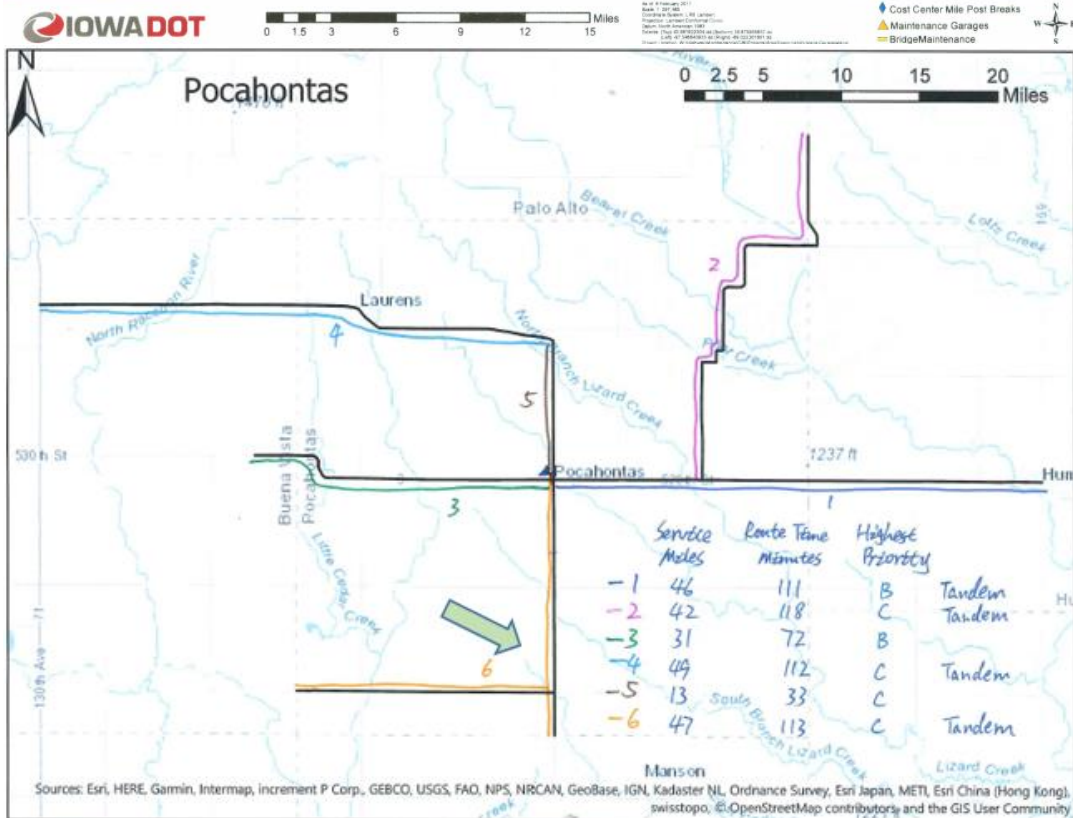 IOWADOT
0 1.5 3 6 9 12 15 Miles
Cost Center Mile Post Breaks
Maintenance Garages
BridgeMaintenance
W
N
Pocahontas
0 2.5 5 10 15 20
Miles
Palo Alto
Beaver Creek
Lotts Creek
169
2
North Raccoon River
Laurens
4
North Branch Lizard Creek
Creek
5
530th St
Buena Vista
Pocahontas
Pocahontas
1237 ft
Hum
3
1
Little Cedar Creek
130th Ave
6
Service Miles Route Time Minutes Highest Priority
-1 46 111 B Tandem
-2 42 118 C Tandem
-3 31 72 B
-4 49 112 C Tandem
-5 13 33 C
-6 47 113 C Tandem
South Branch Lizard Creek
Lizard Creek
Manson
Sources: Esri, HERE, Garmin, Intermap, increment P Corp., GEBCO, USGS, FAO, NPS, NRCAN, GeoBase, IGN, Kadaster NL, Ordnance Survey, Esri Japan, METI, Esri China (Hong Kong),
swisstopo, © OpenStreetMap contributors, and the GIS User Community